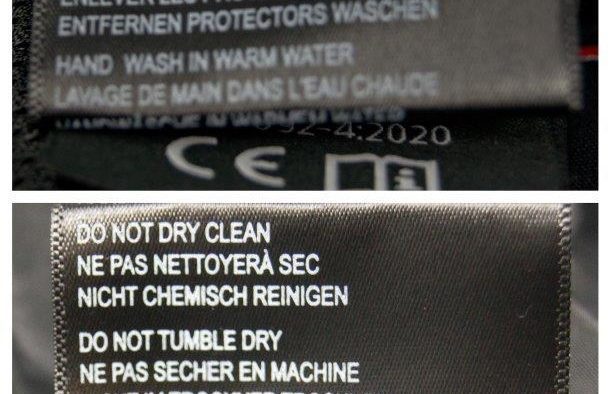 ENTFERNEN PROTECTORS WASCHEN
HAND WASH IN WARM WATER
LAVAGE DE MAIN DANS L'EAU CHAUDE
92-4:2020
CE
i
DO NOT DRY CLEAN
NE PAS NETTOYERÀ SEC
NICHT CHEMISCH REINIGEN
DO NOT TUMBLE DRY
NE PAS SECHER EN MACHINE